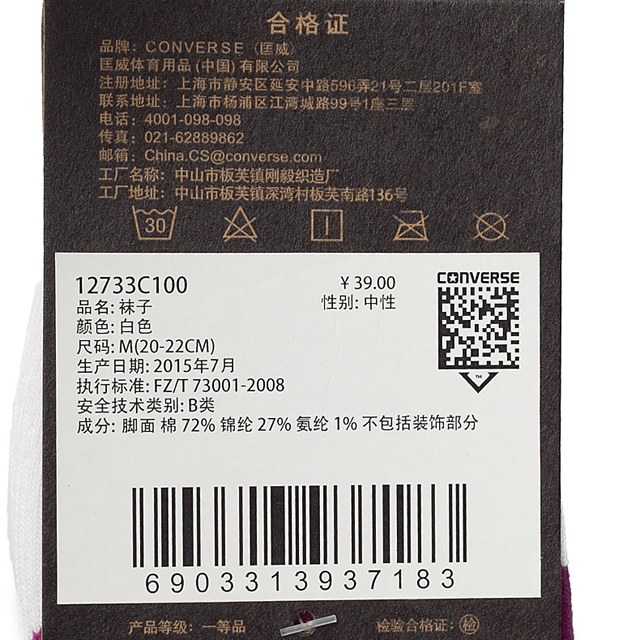 合格证
品牌: CONVERSE (匡威)
匡威体育用品(中国)有限公司
注册地址: 上海市静安区延安中路596弄21号二层201F室
联系地址: 上海市杨浦区江湾城路99号1座三层
电话: 4001-098-098
传真: 021-62889862
邮箱: China.CS@converse.com
工厂名称: 中山市板芙镇刚毅织造厂
工厂地址: 中山市板芙镇深湾村板芙南路136号
30
12733C100 ¥39.00 CONVERSE
品名: 袜子 性别: 中性
颜色: 白色
尺码: M(20-22CM)
生产日期: 2015年7月 TM
执行标准: FZ/T 73001-2008
安全技术类别: B类
成分: 脚面 棉 72% 锦纶 27% 氨纶 1% 不包括装饰部分
6903313937183
产品等级: 一等品 检验合格证: 检